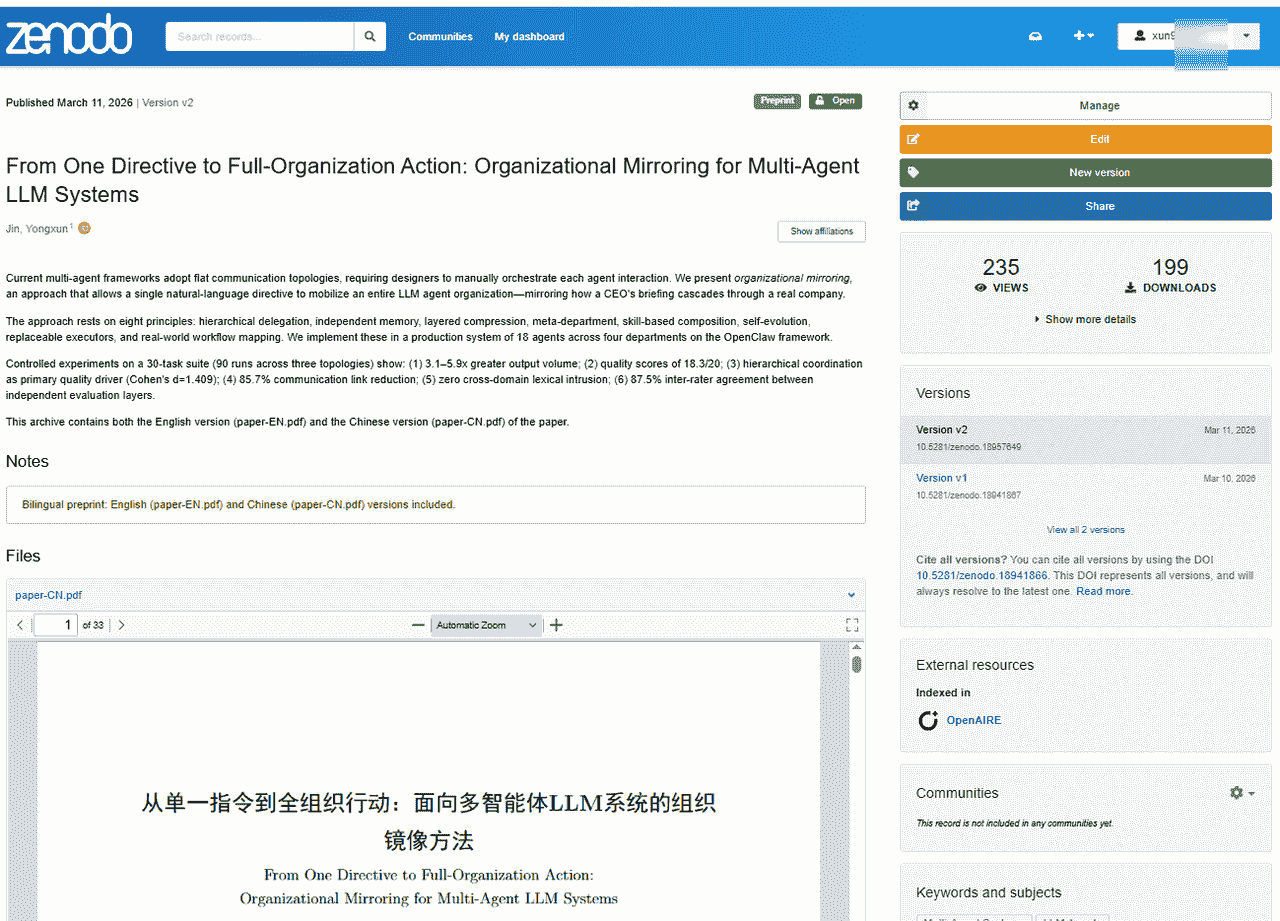 zenodo
Search records...
Communities
My dashboard
xun9
Published March 11, 2026 | Version v2
Preprint
Open
From One Directive to Full-Organization Action: Organizational Mirroring for Multi-Agent
LLM Systems
Jin, Yongxun 1
Show affiliations
Current multi-agent frameworks adopt flat communication topologies, requiring designers to manually orchestrate each agent interaction. We present organizational mirroring,
an approach that allows a single natural-language directive to mobilize an entire LLM agent organization—mirroring how a CEO's briefing cascades through a real company.
The approach rests on eight principles: hierarchical delegation, independent memory, layered compression, meta-department, skill-based composition, self-evolution,
replaceable executors, and real-world workflow mapping. We implement these in a production system of 18 agents across four departments on the OpenClaw framework.
Controlled experiments on a 30-task suite (90 runs across three topologies) show: (1) 3.1–5.9x greater output volume; (2) quality scores of 18.3/20; (3) hierarchical coordination
as primary quality driver (Cohen's d=1.409); (4) 85.7% communication link reduction; (5) zero cross-domain lexical intrusion; (6) 87.5% inter-rater agreement between
independent evaluation layers.
This archive contains both the English version (paper-EN.pdf) and the Chinese version (paper-CN.pdf) of the paper.
Notes
Bilingual preprint: English (paper-EN.pdf) and Chinese (paper-CN.pdf) versions included.
Files
paper-CN.pdf
1 of 33
Automatic Zoom
从单一指令到全组织行动：面向多智能体LLM系统的组织
镜像方法
From One Directive to Full-Organization Action:
Organizational Mirroring for Multi-Agent LLM Systems
Manage
Edit
New version
Share
235
VIEWS
199
DOWNLOADS
Show more details
Versions
Version v2
Mar 11, 2026
10.5281/zenodo.18957649
Version v1
Mar 10, 2026
10.5281/zenodo.18941867
View all 2 versions
Cite all versions? You can cite all versions by using the DOI
10.5281/zenodo.18941866. This DOI represents all versions, and will
always resolve to the latest one. Read more.
External resources
Indexed in
OpenAIRE
Communities
This record is not included in any communities yet.
Keywords and subjects